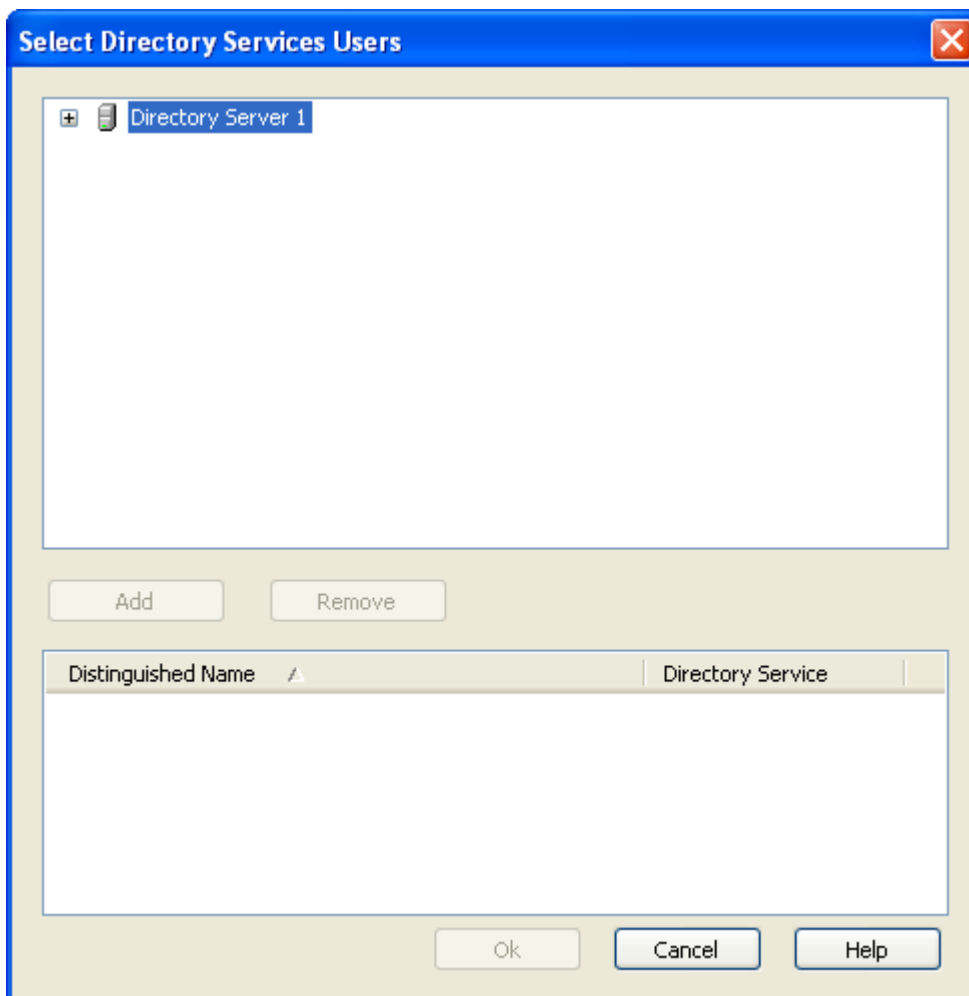 Select Directory Services Users
Directory Server 1
Add Remove
Distinguished Name Directory Service
Ok Cancel Help